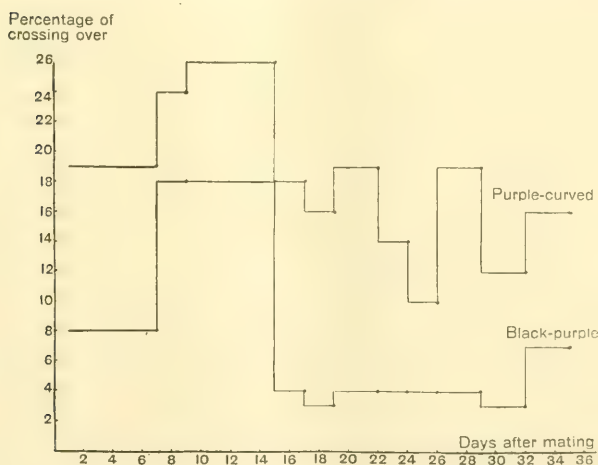 Percentage of
crossing over
26
24
22
20
18
16
14
12
10
8
6
4
2
Purple-curved
Black-purple
Days after mating
2 4 6 8 10 12 14 16 18 20 22 24 26 28 30 32 34 36